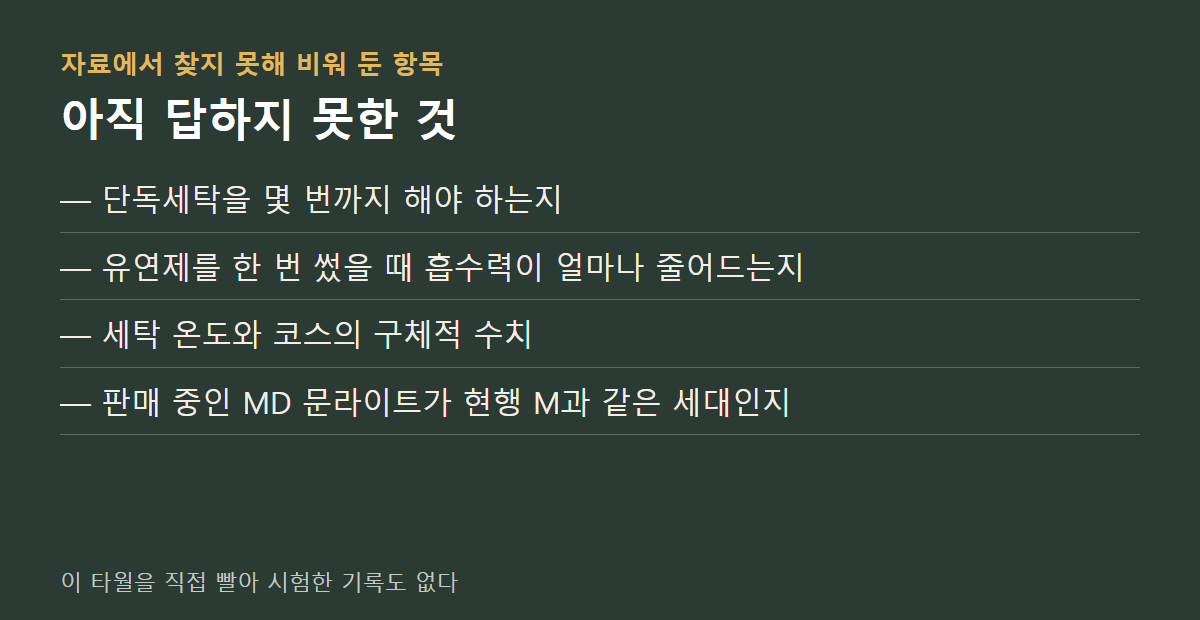 자료에서 찾지 못해 비워 둔 항목
아직 답하지 못한 것
— 단독세탁을 몇 번까지 해야 하는지
— 유연제를 한 번 썼을 때 흡수력이 얼마나 줄어드는지
— 세탁 온도와 코스의 구체적 수치
— 판매 중인 MD 문라이트가 현행 M과 같은 세대인지
이 타월을 직접 빨아 시험한 기록도 없다